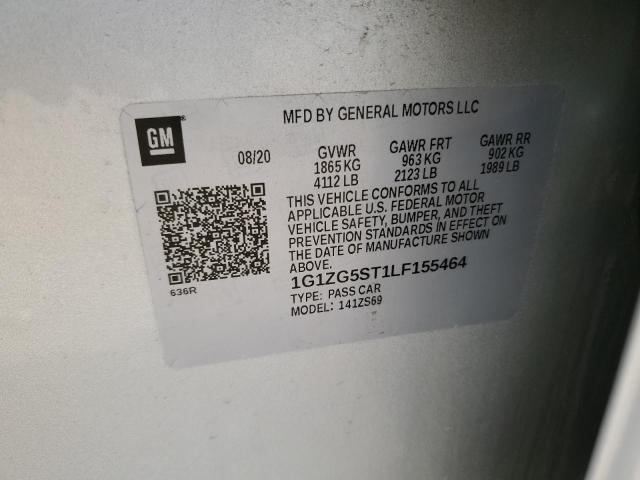 MFD BY GENERAL MOTORS LLC
GM
08/20 GVWR GAWR FRT GAWR RR
1865 KG 963 KG 902 KG
4112 LB 2123 LB 1989 LB
THIS VEHICLE CONFORMS TO ALL
APPLICABLE U.S. FEDERAL MOTOR
VEHICLE SAFETY, BUMPER, AND THEFT
PREVENTION STANDARDS IN EFFECT ON
THE DATE OF MANUFACTURE SHOWN
ABOVE.
1G1ZG5ST1LF155464
TYPE: PASS CAR
MODEL: 141ZS69
636R